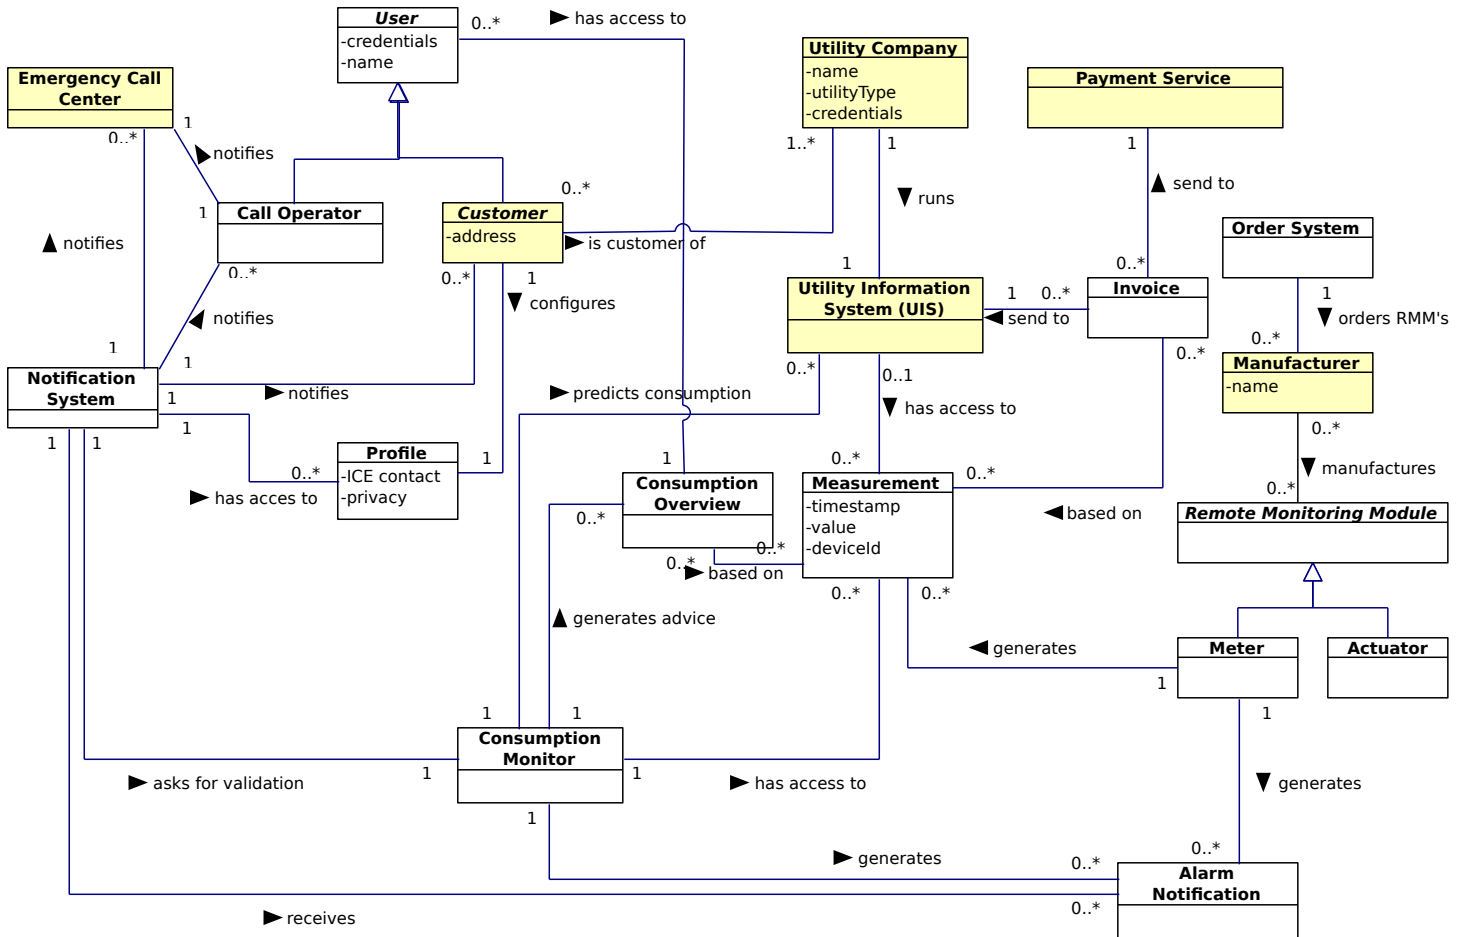 User
-credentials
-name
0..*
has access to
Emergency Call
Center
0..*
1
notifies
Utility Company
-name
-utilityType
-credentials
1..*
1
runs
Payment Service
1
send to
0..*
notifies
1
Call Operator
0..*
notifies
0..*
Customer
-address
is customer of
0..*
1
configures
Order System
1
orders RMM's
0..*
1
Utility Information
System (UIS)
1
0..*
send to
Invoice
0..*
0..*
0..1
has access to
Manufacturer
-name
0..*
manufactures
0..*
1
1
Notification
System
notifies
1
1
1
1
predicts consumption
Profile
-ICE contact
-privacy
1
0..*
has acces to
1
Consumption
Overview
0..*
0..*
0..*
based on
0..*
Measurement
-timestamp
-value
-deviceId
0..*
based on
Remote Monitoring Module
0..*
0..*
generates advice
generates
Meter
Actuator
1
1
1
1
Consumption
Monitor
asks for validation
1
1
has access to
generates
1
generates
0..*
0..*
Alarm
Notification
0..*
receives